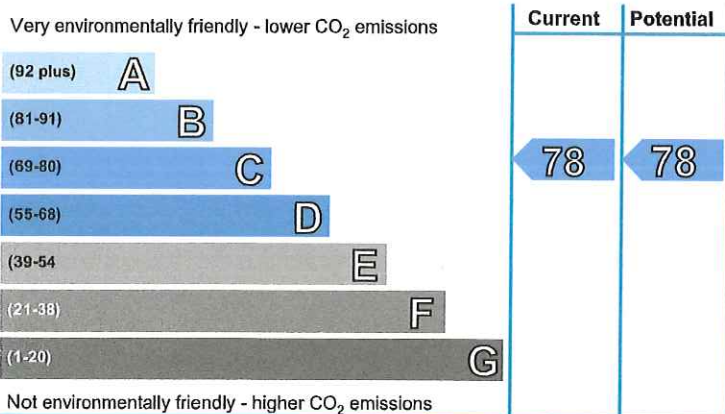 Very environmentally friendly - lower CO₂ emissions
Current
Potential
(92 plus) A
(81-91) B
(69-80) C
78
78
(55-68) D
(39-54 E
(21-38) F
(1-20) G
Not environmentally friendly - higher CO₂ emissions